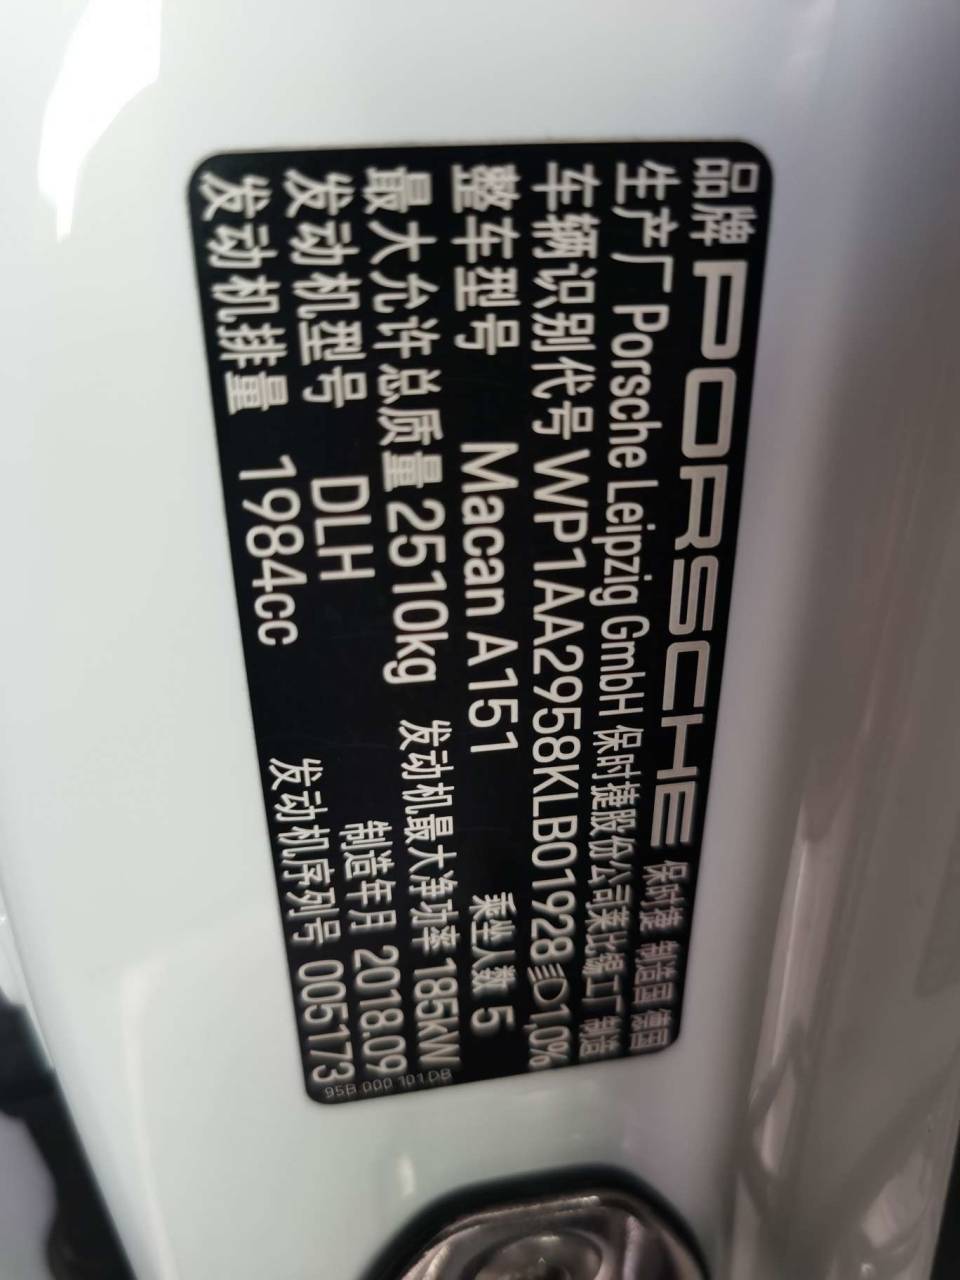 品牌 PORSCHE 保时捷 制造国 德国
生产厂 Porsche Leipzig GmbH 保时捷股份公司莱比锡工厂 制造
车辆识别代号 WP1AA2958KLB01928 1,0%
整车型号 Macan A151 乘坐人数 5
最大允许总质量 2510kg 发动机最大净功率 185kW
发动机型号 DLH 制造年月 2018.09
发动机排量 1984cc 发动机序列号 005173
95B.000 101.DB